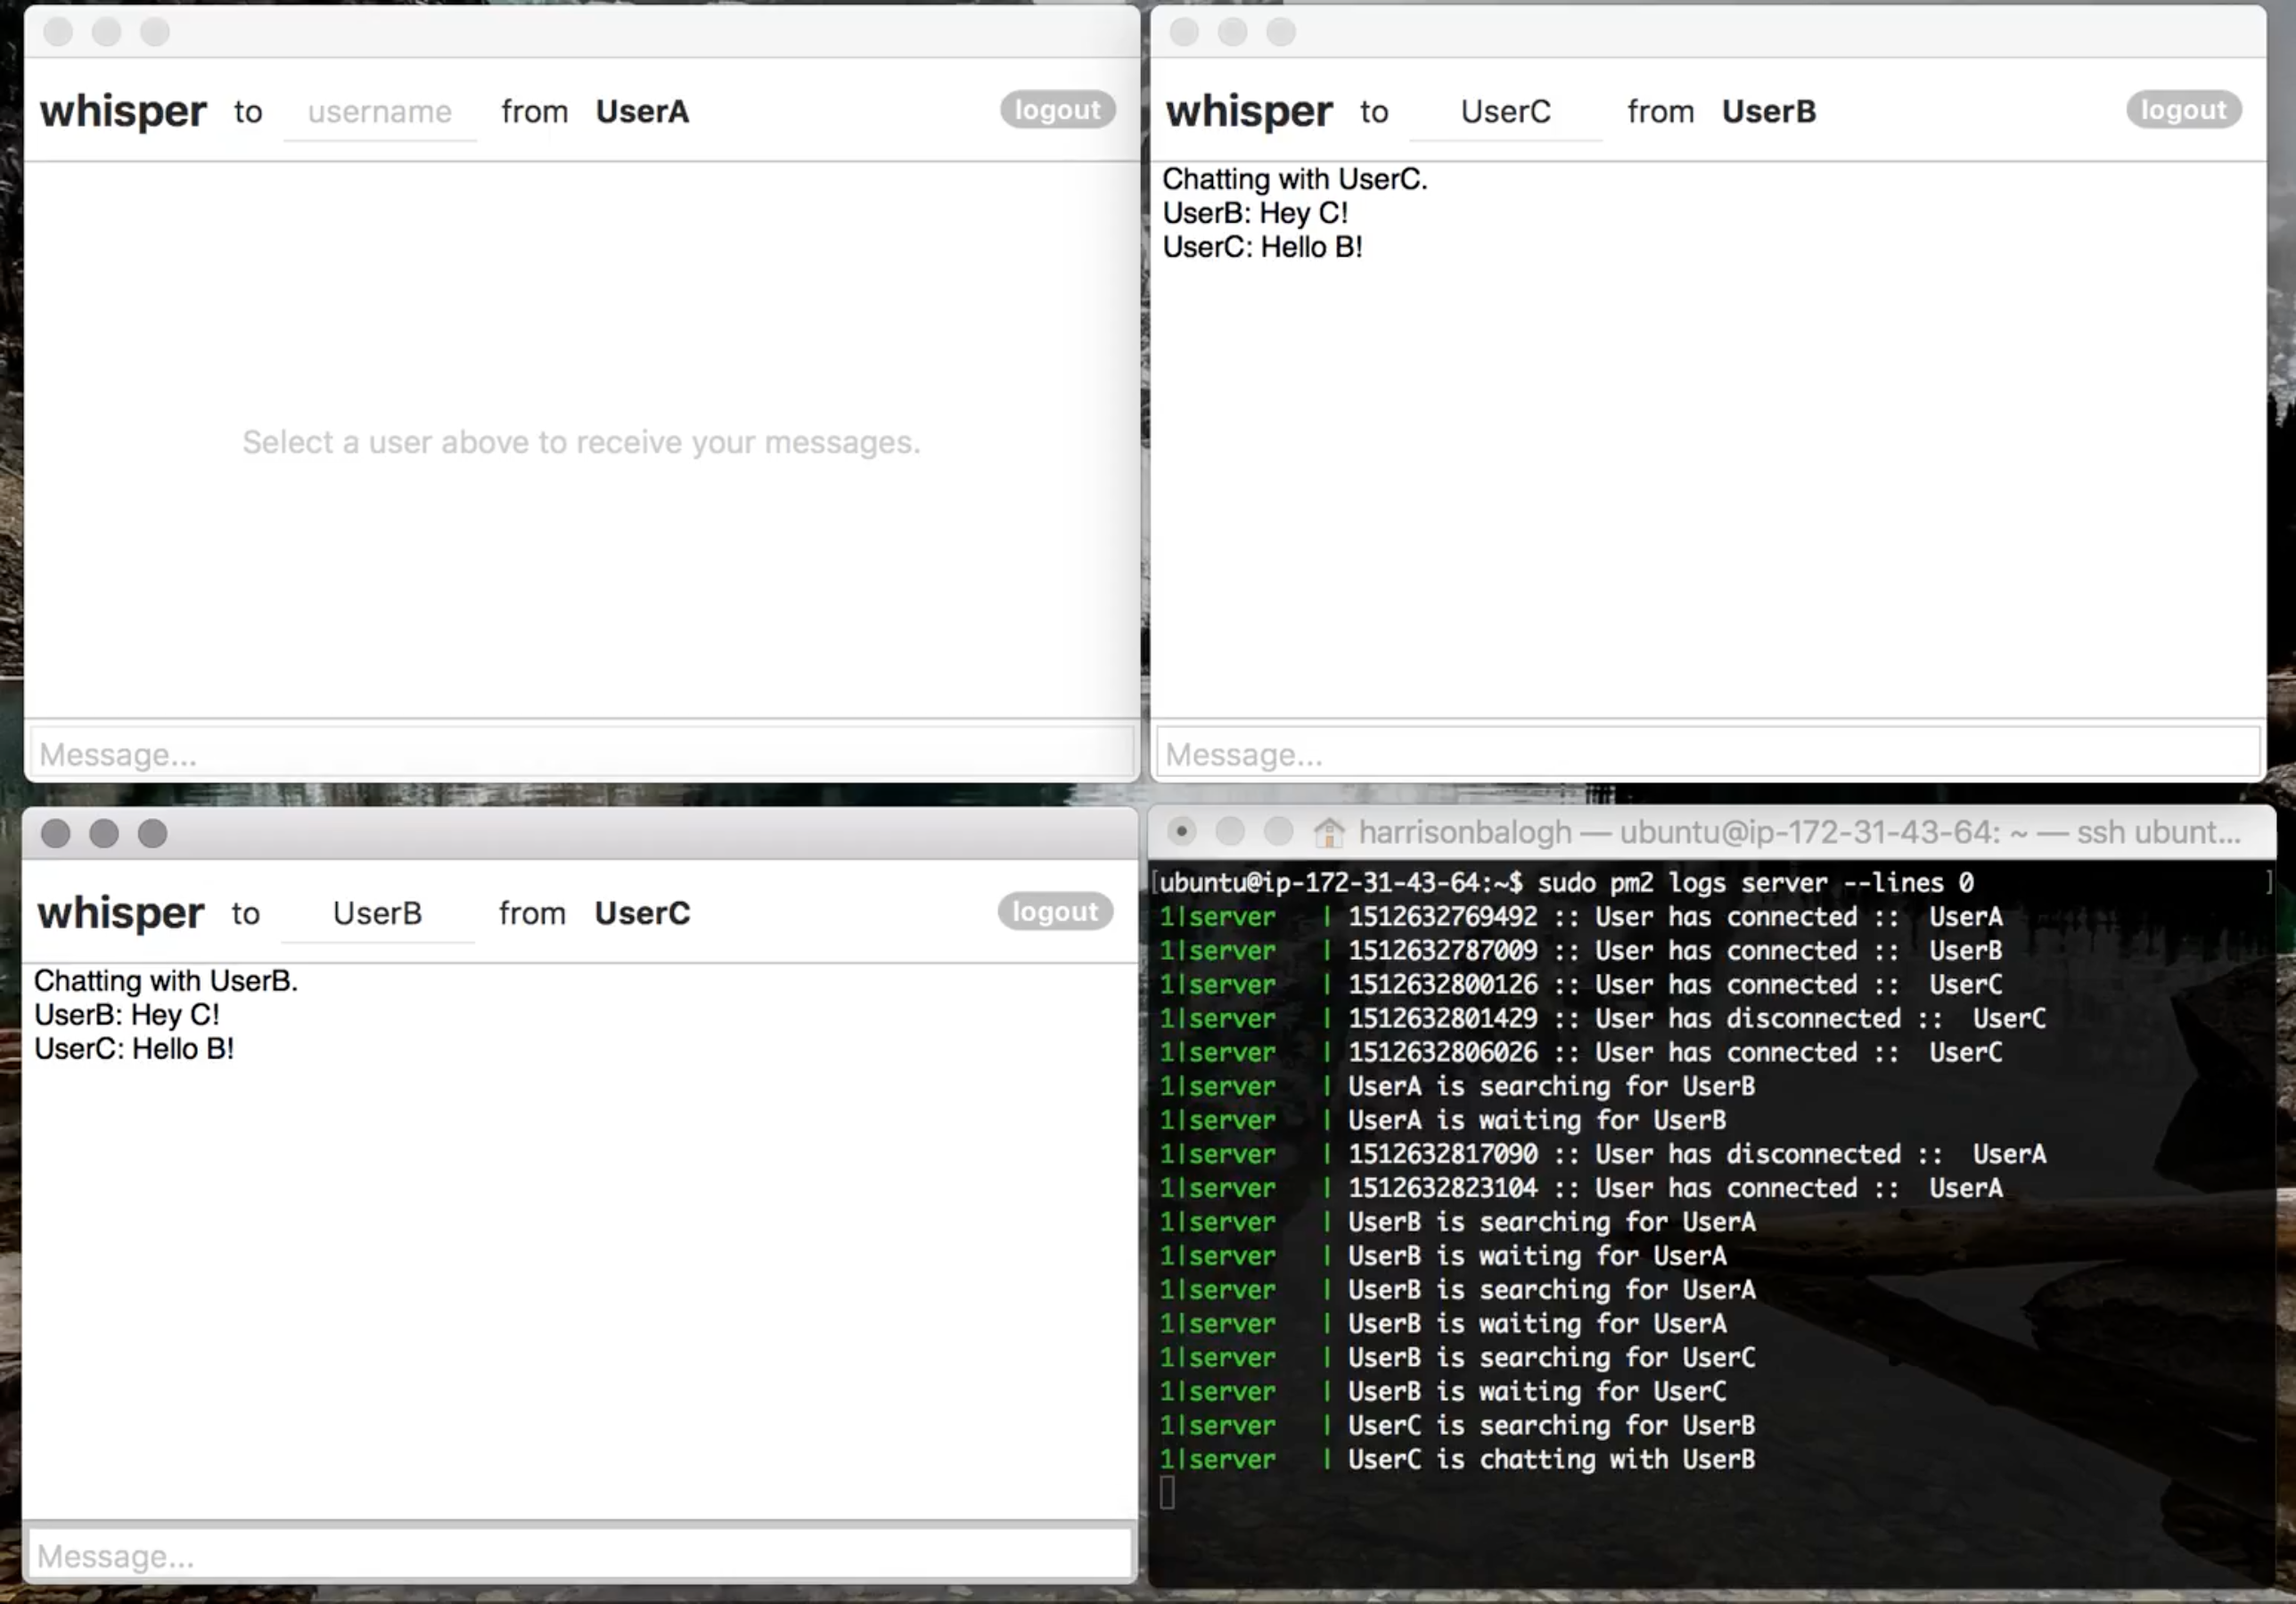 whisper to username from UserA logout
Select a user above to receive your messages.
Message...
whisper to UserC from UserB logout
Chatting with UserC.
UserB: Hey C!
UserC: Hello B!
Message...
whisper to UserB from UserC logout
Chatting with UserB.
UserB: Hey C!
UserC: Hello B!
Message...
harrisonbalogh — ubuntu@ip-172-31-43-64: ~ — ssh ubunt...
[ubuntu@ip-172-31-43-64:~$ sudo pm2 logs server --lines 0 ]
1|server | 1512632769492 :: User has connected :: UserA
1|server | 1512632787009 :: User has connected :: UserB
1|server | 1512632800126 :: User has connected :: UserC
1|server | 1512632801429 :: User has disconnected :: UserC
1|server | 1512632806026 :: User has connected :: UserC
1|server | UserA is searching for UserB
1|server | UserA is waiting for UserB
1|server | 1512632817090 :: User has disconnected :: UserA
1|server | 1512632823104 :: User has connected :: UserA
1|server | UserB is searching for UserA
1|server | UserB is waiting for UserA
1|server | UserB is searching for UserA
1|server | UserB is waiting for UserA
1|server | UserB is searching for UserC
1|server | UserB is waiting for UserC
1|server | UserC is searching for UserB
1|server | UserC is chatting with UserB